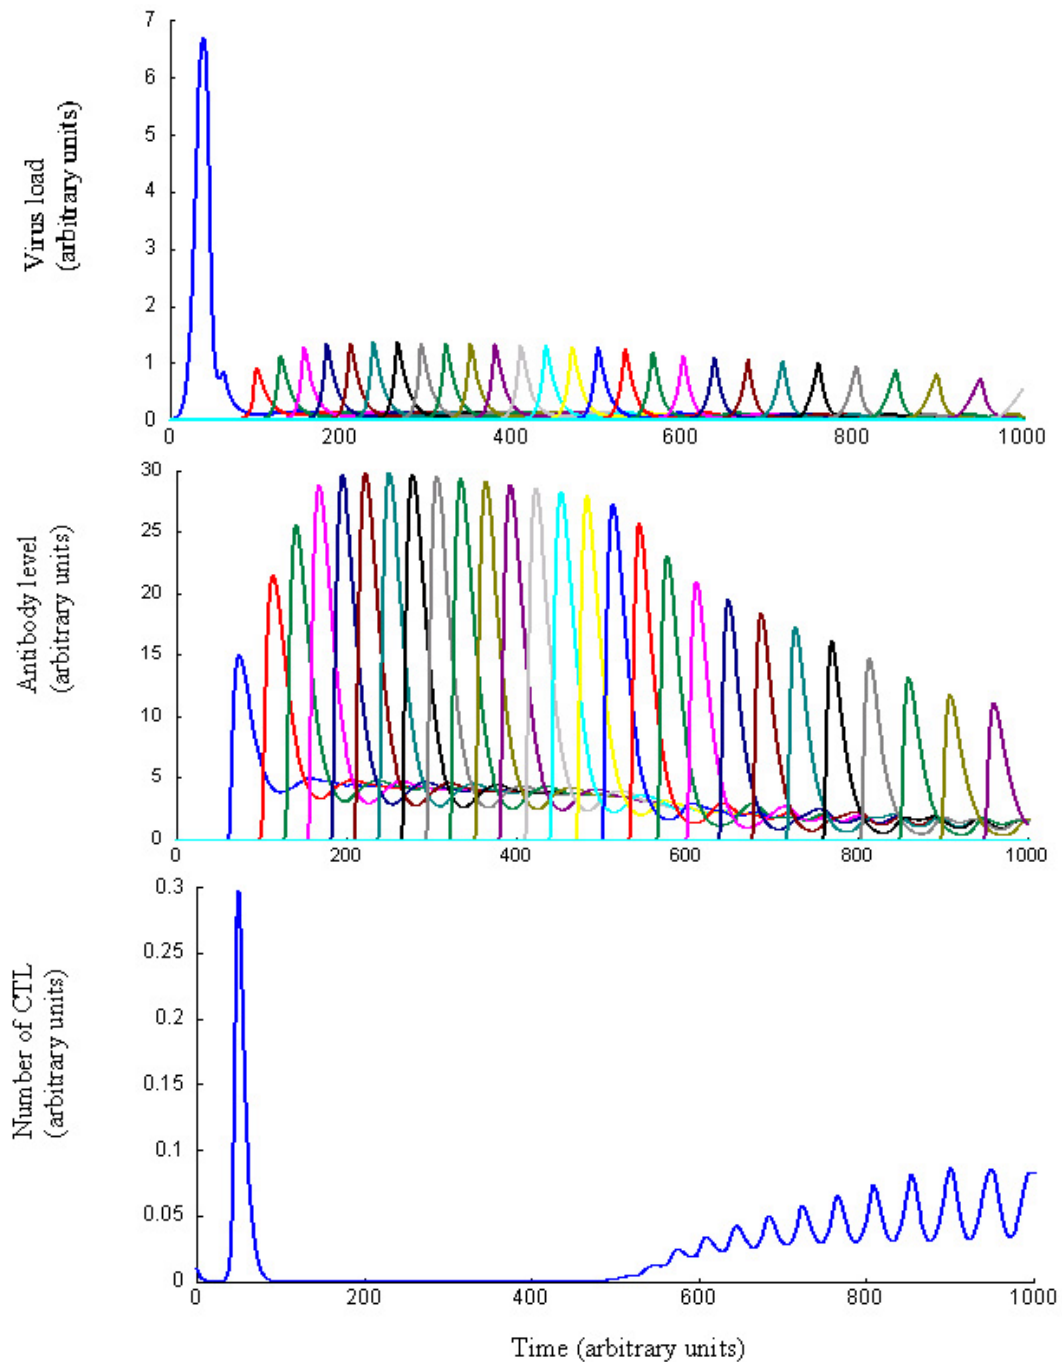 7
6
5
4
3
2
1
0
Virus load
(arbitrary units)
0 200 400 600 800 1000
30
25
20
15
10
5
0
Antibody level
(arbitrary units)
0 200 400 600 800 1000
0.3
0.25
0.2
0.15
0.1
0.05
0
Number of CTL
(arbitrary units)
0 200 400 600 800 1000
Time (arbitrary units)